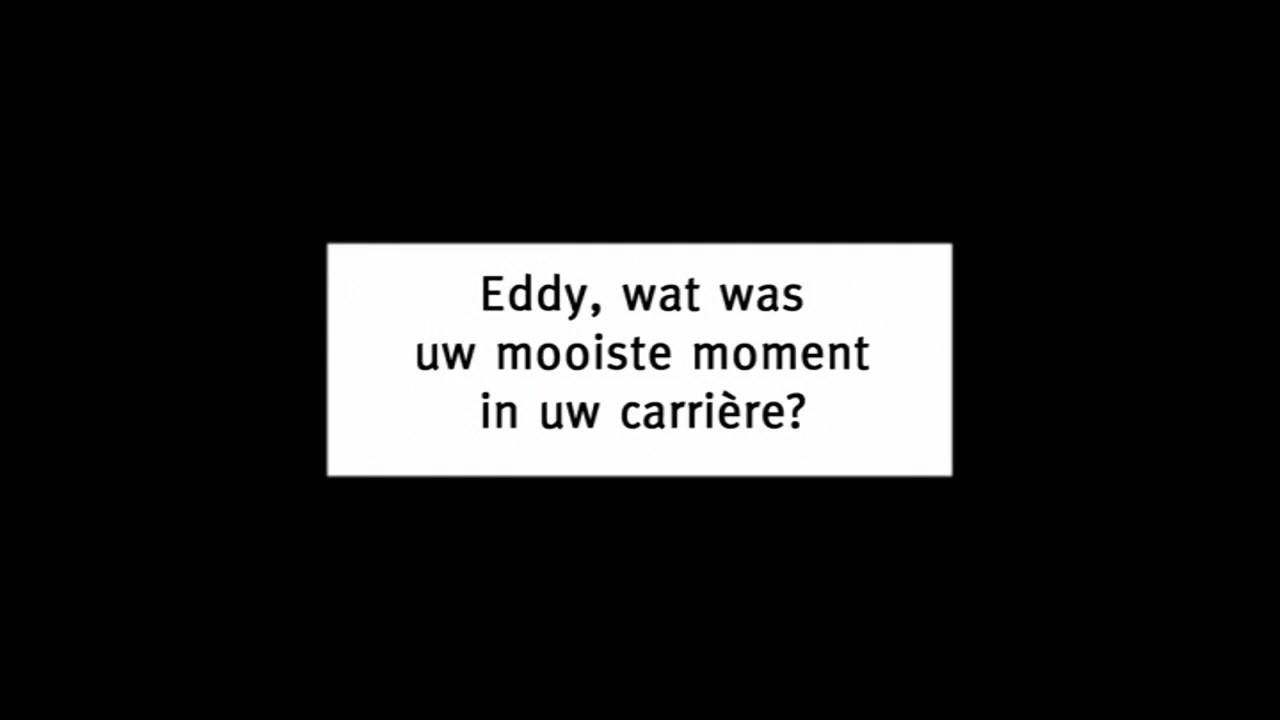 Eddy, wat was
uw mooiste moment
in uw carrière?